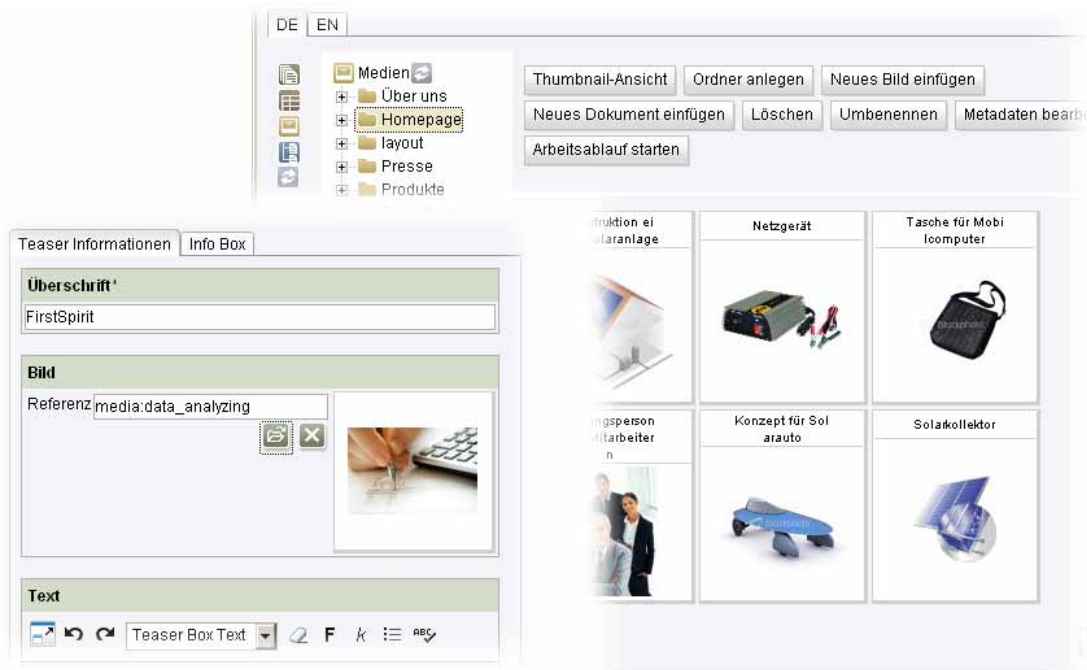 DE EN
Medien
Über uns
Homepage
layout
Presse
Produkte
Thumbnail-Ansicht Ordner anlegen Neues Bild einfügen
Neues Dokument einfügen Löschen Umbenennen Metadaten
Arbeitsablauf starten
Netzgerät
Tasche für Mobi
lcomputer
Konzept für Sol
arauto
Solarkollektor
Teaser Informationen Info Box
Überschrift*
FirstSpirit
Bild
Referenz media:data_analyzing
Text
Teaser Box Text F k ABC